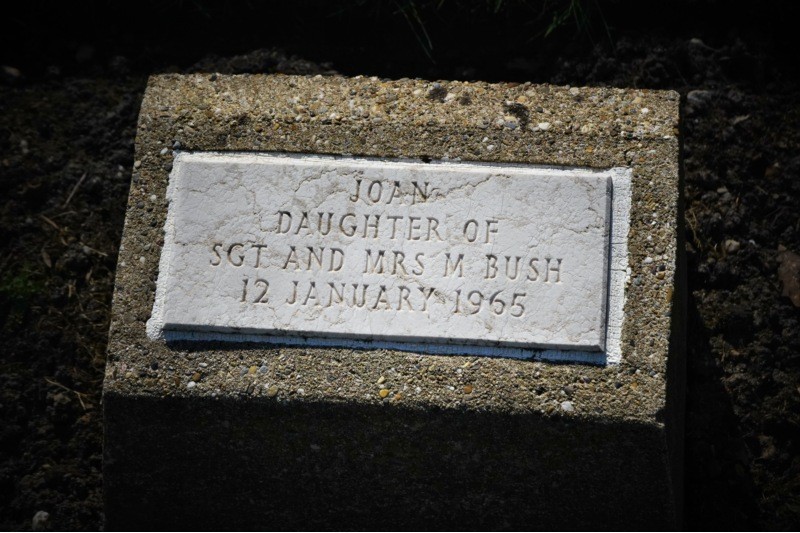 JOAN
DAUGHTER OF
SGT AND MRS M BUSH
12 JANUARY 1965